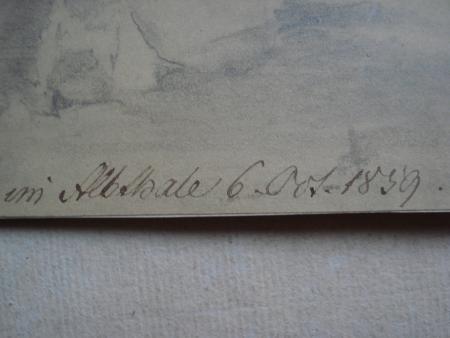 im Albthale 6. Oct. 1839.